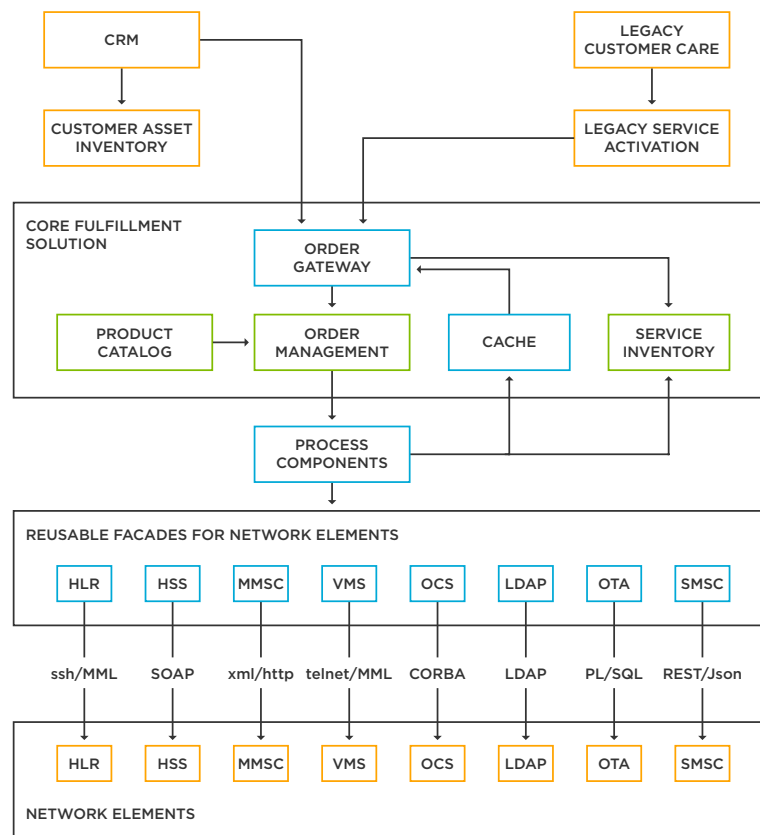 CRM
LEGACY
CUSTOMER CARE
CUSTOMER ASSET
INVENTORY
LEGACY SERVICE
ACTIVATION
CORE FULFILLMENT
SOLUTION
ORDER
GATEWAY
PRODUCT
CATALOG
ORDER
MANAGEMENT
CACHE
SERVICE
INVENTORY
PROCESS
COMPONENTS
REUSABLE FACADES FOR NETWORK ELEMENTS
HLR HSS MMSC VMS OCS LDAP OTA SMSC
ssh/MML SOAP xml/http telnet/MML CORBA LDAP PL/SQL REST/Json
HLR HSS MMSC VMS OCS LDAP OTA SMSC
NETWORK ELEMENTS